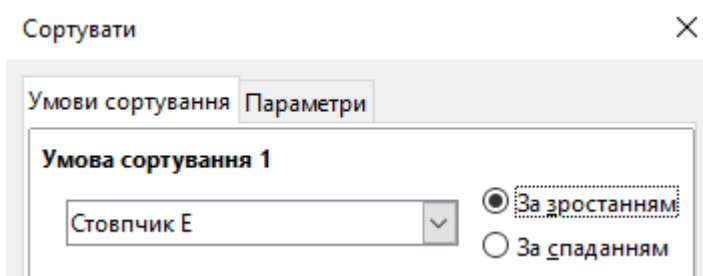 Сортувати
Умови сортування Параметри
Умова сортування 1
За зростанням
Стовпчик E
За спаданням